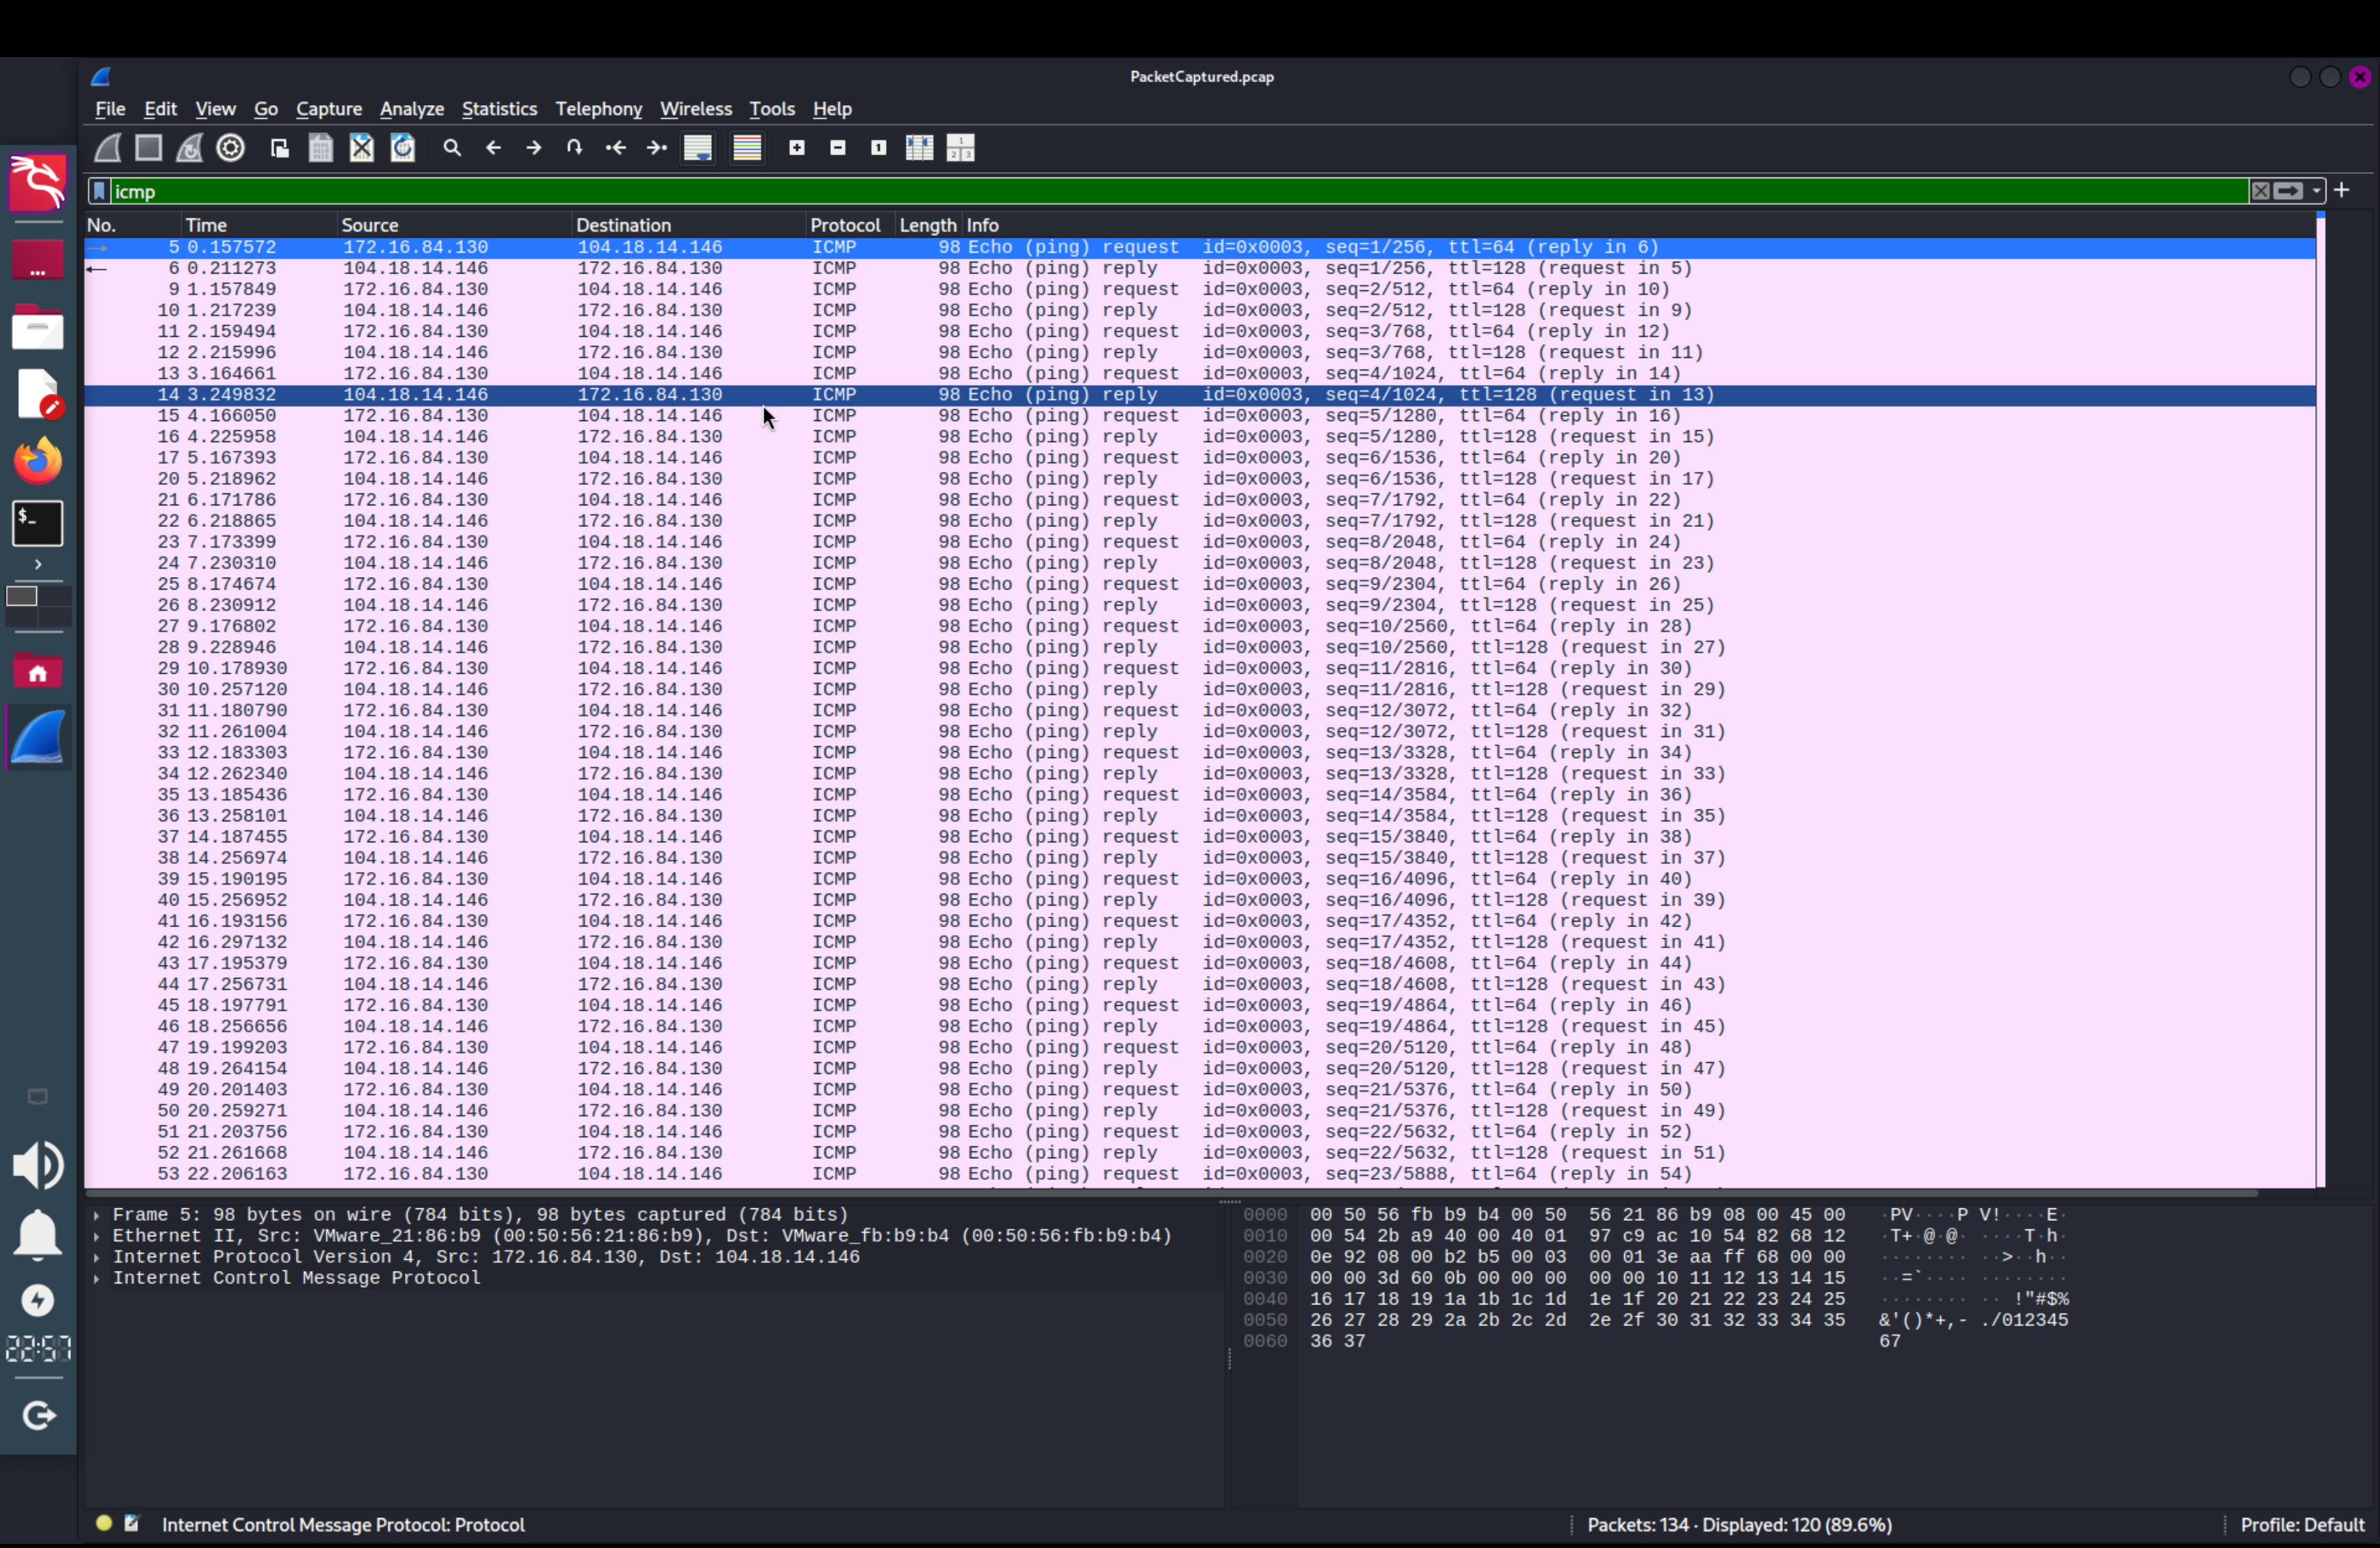 PacketCaptured.pcap
File Edit View Go Capture Analyze Statistics Telephony Wireless Tools Help
icmp
No. Time Source Destination Protocol Length Info
5 0.157572 172.16.84.130 104.18.14.146 ICMP 98 Echo (ping) request id=0x0003, seq=1/256, ttl=64 (reply in 6)
6 0.211273 104.18.14.146 172.16.84.130 ICMP 98 Echo (ping) reply id=0x0003, seq=1/256, ttl=128 (request in 5)
9 1.157849 172.16.84.130 104.18.14.146 ICMP 98 Echo (ping) request id=0x0003, seq=2/512, ttl=64 (reply in 10)
10 1.217239 104.18.14.146 172.16.84.130 ICMP 98 Echo (ping) reply id=0x0003, seq=2/512, ttl=128 (request in 9)
11 2.159494 172.16.84.130 104.18.14.146 ICMP 98 Echo (ping) request id=0x0003, seq=3/768, ttl=64 (reply in 12)
12 2.215996 104.18.14.146 172.16.84.130 ICMP 98 Echo (ping) reply id=0x0003, seq=3/768, ttl=128 (request in 11)
13 3.164661 172.16.84.130 104.18.14.146 ICMP 98 Echo (ping) request id=0x0003, seq=4/1024, ttl=64 (reply in 14)
14 3.249832 104.18.14.146 172.16.84.130 ICMP 98 Echo (ping) reply id=0x0003, seq=4/1024, ttl=128 (request in 13)
15 4.166050 172.16.84.130 104.18.14.146 ICMP 98 Echo (ping) request id=0x0003, seq=5/1280, ttl=64 (reply in 16)
16 4.225958 104.18.14.146 172.16.84.130 ICMP 98 Echo (ping) reply id=0x0003, seq=5/1280, ttl=128 (request in 15)
17 5.167393 172.16.84.130 104.18.14.146 ICMP 98 Echo (ping) request id=0x0003, seq=6/1536, ttl=64 (reply in 20)
20 5.218962 104.18.14.146 172.16.84.130 ICMP 98 Echo (ping) reply id=0x0003, seq=6/1536, ttl=128 (request in 17)
21 6.171786 172.16.84.130 104.18.14.146 ICMP 98 Echo (ping) request id=0x0003, seq=7/1792, ttl=64 (reply in 22)
22 6.218865 104.18.14.146 172.16.84.130 ICMP 98 Echo (ping) reply id=0x0003, seq=7/1792, ttl=128 (request in 21)
23 7.173399 172.16.84.130 104.18.14.146 ICMP 98 Echo (ping) request id=0x0003, seq=8/2048, ttl=64 (reply in 24)
24 7.230310 104.18.14.146 172.16.84.130 ICMP 98 Echo (ping) reply id=0x0003, seq=8/2048, ttl=128 (request in 23)
25 8.174674 172.16.84.130 104.18.14.146 ICMP 98 Echo (ping) request id=0x0003, seq=9/2304, ttl=64 (reply in 26)
26 8.230912 104.18.14.146 172.16.84.130 ICMP 98 Echo (ping) reply id=0x0003, seq=9/2304, ttl=128 (request in 25)
27 9.176802 172.16.84.130 104.18.14.146 ICMP 98 Echo (ping) request id=0x0003, seq=10/2560, ttl=64 (reply in 28)
28 9.228946 104.18.14.146 172.16.84.130 ICMP 98 Echo (ping) reply id=0x0003, seq=10/2560, ttl=128 (request in 27)
29 10.178930 172.16.84.130 104.18.14.146 ICMP 98 Echo (ping) request id=0x0003, seq=11/2816, ttl=64 (reply in 30)
30 10.257120 104.18.14.146 172.16.84.130 ICMP 98 Echo (ping) reply id=0x0003, seq=11/2816, ttl=128 (request in 29)
31 11.180790 172.16.84.130 104.18.14.146 ICMP 98 Echo (ping) request id=0x0003, seq=12/3072, ttl=64 (reply in 32)
32 11.261004 104.18.14.146 172.16.84.130 ICMP 98 Echo (ping) reply id=0x0003, seq=12/3072, ttl=128 (request in 31)
33 12.183303 172.16.84.130 104.18.14.146 ICMP 98 Echo (ping) request id=0x0003, seq=13/3328, ttl=64 (reply in 34)
34 12.262340 104.18.14.146 172.16.84.130 ICMP 98 Echo (ping) reply id=0x0003, seq=13/3328, ttl=128 (request in 33)
35 13.185436 172.16.84.130 104.18.14.146 ICMP 98 Echo (ping) request id=0x0003, seq=14/3584, ttl=64 (reply in 36)
36 13.258101 104.18.14.146 172.16.84.130 ICMP 98 Echo (ping) reply id=0x0003, seq=14/3584, ttl=128 (request in 35)
37 14.187455 172.16.84.130 104.18.14.146 ICMP 98 Echo (ping) request id=0x0003, seq=15/3840, ttl=64 (reply in 38)
38 14.256974 104.18.14.146 172.16.84.130 ICMP 98 Echo (ping) reply id=0x0003, seq=15/3840, ttl=128 (request in 37)
39 15.190195 172.16.84.130 104.18.14.146 ICMP 98 Echo (ping) request id=0x0003, seq=16/4096, ttl=64 (reply in 40)
40 15.256952 104.18.14.146 172.16.84.130 ICMP 98 Echo (ping) reply id=0x0003, seq=16/4096, ttl=128 (request in 39)
41 16.193156 172.16.84.130 104.18.14.146 ICMP 98 Echo (ping) request id=0x0003, seq=17/4352, ttl=64 (reply in 42)
42 16.297132 104.18.14.146 172.16.84.130 ICMP 98 Echo (ping) reply id=0x0003, seq=17/4352, ttl=128 (request in 41)
43 17.195379 172.16.84.130 104.18.14.146 ICMP 98 Echo (ping) request id=0x0003, seq=18/4608, ttl=64 (reply in 44)
44 17.256731 104.18.14.146 172.16.84.130 ICMP 98 Echo (ping) reply id=0x0003, seq=18/4608, ttl=128 (request in 43)
45 18.197791 172.16.84.130 104.18.14.146 ICMP 98 Echo (ping) request id=0x0003, seq=19/4864, ttl=64 (reply in 46)
46 18.256656 104.18.14.146 172.16.84.130 ICMP 98 Echo (ping) reply id=0x0003, seq=19/4864, ttl=128 (request in 45)
47 19.199203 172.16.84.130 104.18.14.146 ICMP 98 Echo (ping) request id=0x0003, seq=20/5120, ttl=64 (reply in 48)
48 19.264154 104.18.14.146 172.16.84.130 ICMP 98 Echo (ping) reply id=0x0003, seq=20/5120, ttl=128 (request in 47)
49 20.201403 172.16.84.130 104.18.14.146 ICMP 98 Echo (ping) request id=0x0003, seq=21/5376, ttl=64 (reply in 50)
50 20.259271 104.18.14.146 172.16.84.130 ICMP 98 Echo (ping) reply id=0x0003, seq=21/5376, ttl=128 (request in 49)
51 21.203756 172.16.84.130 104.18.14.146 ICMP 98 Echo (ping) request id=0x0003, seq=22/5632, ttl=64 (reply in 52)
52 21.261668 104.18.14.146 172.16.84.130 ICMP 98 Echo (ping) reply id=0x0003, seq=22/5632, ttl=128 (request in 51)
53 22.206163 172.16.84.130 104.18.14.146 ICMP 98 Echo (ping) request id=0x0003, seq=23/5888, ttl=64 (reply in 54)
Frame 5: 98 bytes on wire (784 bits), 98 bytes captured (784 bits)
Ethernet II, Src: VMware_21:86:b9 (00:50:56:21:86:b9), Dst: VMware_fb:b9:b4 (00:50:56:fb:b9:b4)
Internet Protocol Version 4, Src: 172.16.84.130, Dst: 104.18.14.146
Internet Control Message Protocol
0000 00 50 56 fb b9 b4 00 50 56 21 86 b9 08 00 45 00 ·PV····P V!····E·
0010 00 54 2b a9 40 00 40 01 97 c9 ac 10 54 82 68 12 ·T+·@·@· ····T·h·
0020 0e 92 08 00 b2 b5 00 03 00 01 3e aa ff 68 00 00 ········ ··>··h··
0030 00 00 3d 60 0b 00 00 00 00 00 10 11 12 13 14 15 ··=`···· ········
0040 16 17 18 19 1a 1b 1c 1d 1e 1f 20 21 22 23 24 25 ········ ·· !"#$%
0050 26 27 28 29 2a 2b 2c 2d 2e 2f 30 31 32 33 34 35 &'()*+,- ./012345
0060 36 37 67
22:57
Internet Control Message Protocol: Protocol
Packets: 134 · Displayed: 120 (89.6%)
Profile: Default